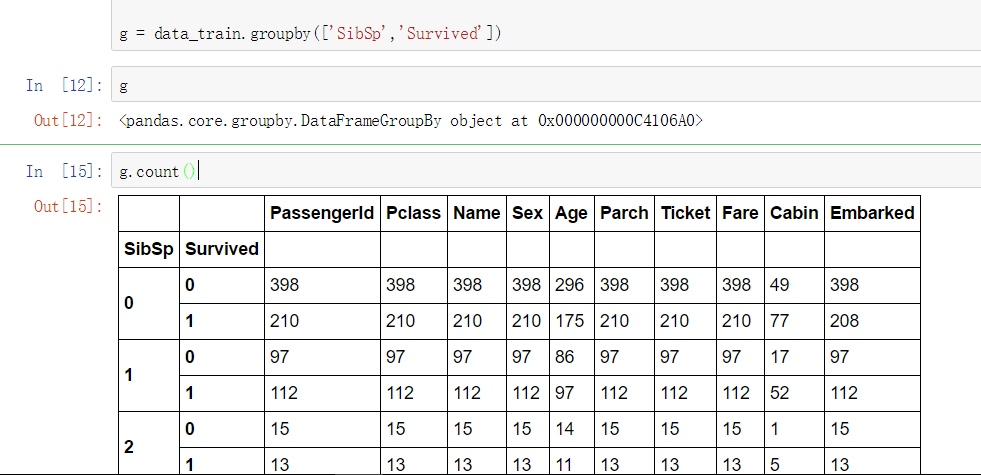 g = data_train.groupby(['SibSp','Survived'])
In [12]: g
Out[12]: <pandas.core.groupby.DataFrameGroupBy object at 0x000000000C4106A0>
In [15]: g.count()
Out[15]:
PassengerId Pclass Name Sex Age Parch Ticket Fare Cabin Embarked
SibSp Survived
0 0 398 398 398 398 296 398 398 398 49 398
1 210 210 210 210 175 210 210 210 77 208
1 0 97 97 97 97 86 97 97 97 17 97
1 112 112 112 112 97 112 112 112 52 112
2 0 15 15 15 15 14 15 15 15 1 15
1 13 13 13 13 11 13 13 13 5 13